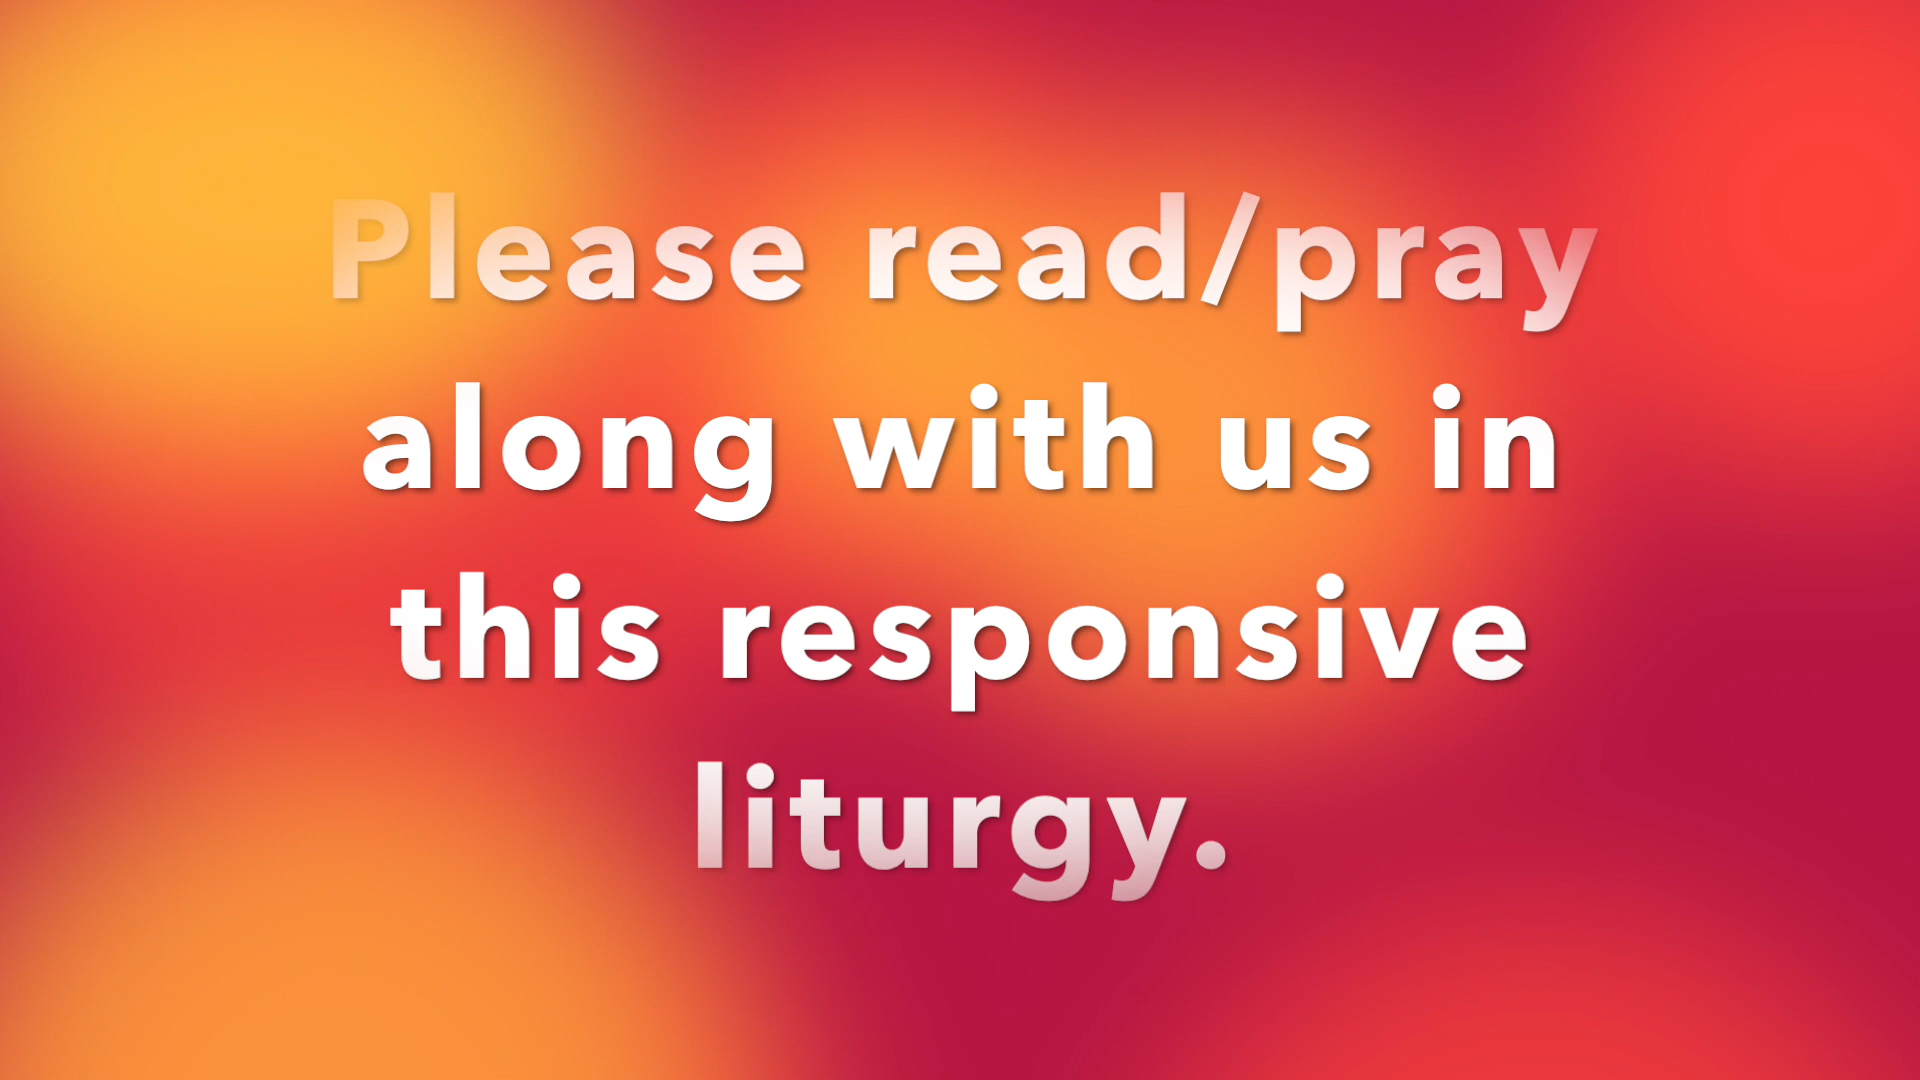 Please read/pray
along with us in
this responsive
liturgy.